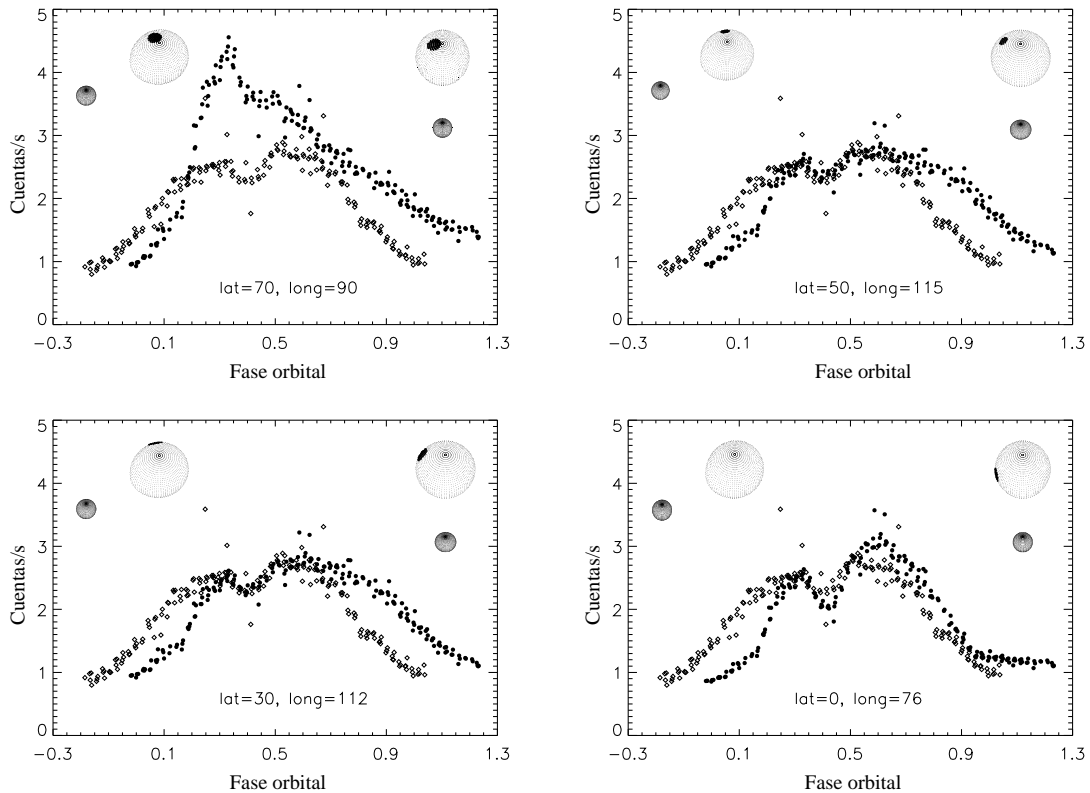 5
4
3
2
1
0
Cuentas/s
lat=70, long=90
−0.3 0.1 0.5 0.9 1.3
Fase orbital
5
4
3
2
1
0
Cuentas/s
lat=50, long=115
−0.3 0.1 0.5 0.9 1.3
Fase orbital
5
4
3
2
1
0
Cuentas/s
lat=30, long=112
−0.3 0.1 0.5 0.9 1.3
Fase orbital
5
4
3
2
1
0
Cuentas/s
lat=0, long=76
−0.3 0.1 0.5 0.9 1.3
Fase orbital